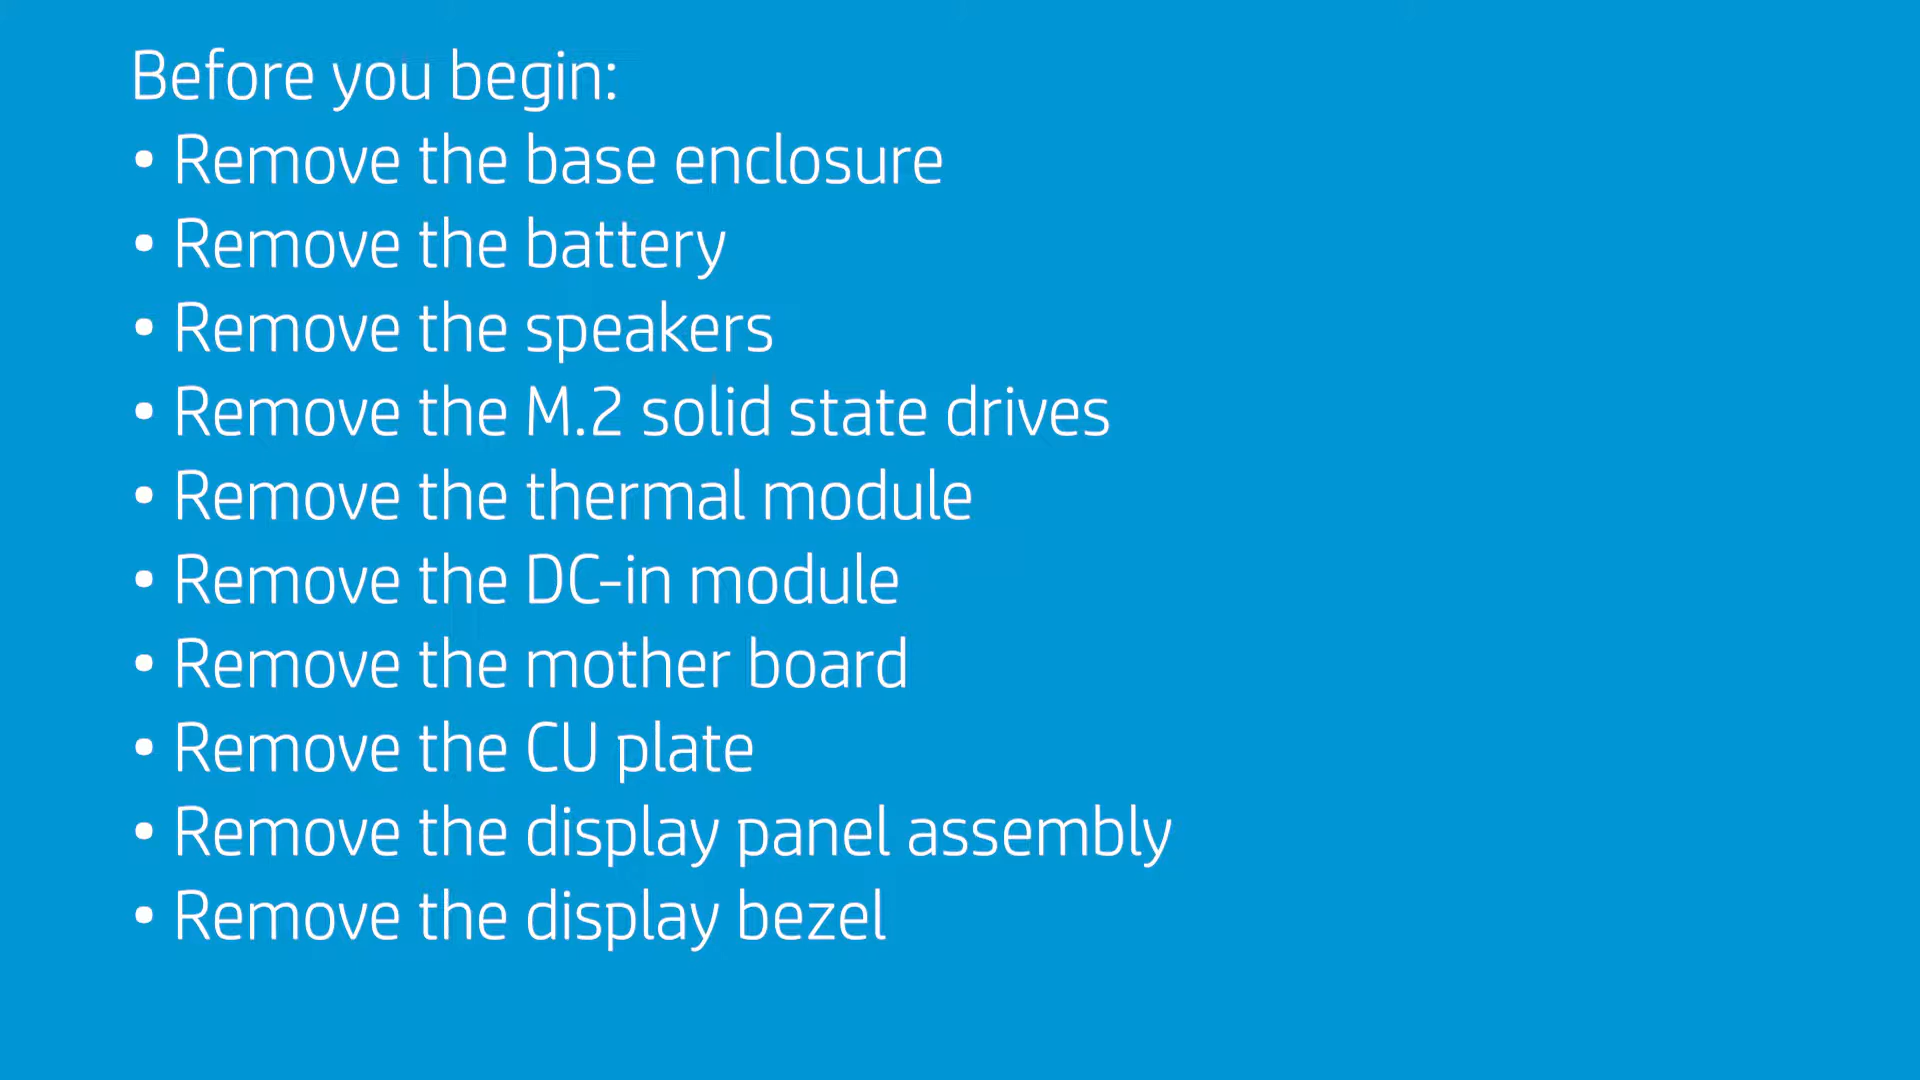 Before you begin:
• Remove the base enclosure
• Remove the battery
• Remove the speakers
• Remove the M.2 solid state drives
• Remove the thermal module
• Remove the DC-in module
• Remove the mother board
• Remove the CU plate
• Remove the display panel assembly
• Remove the display bezel